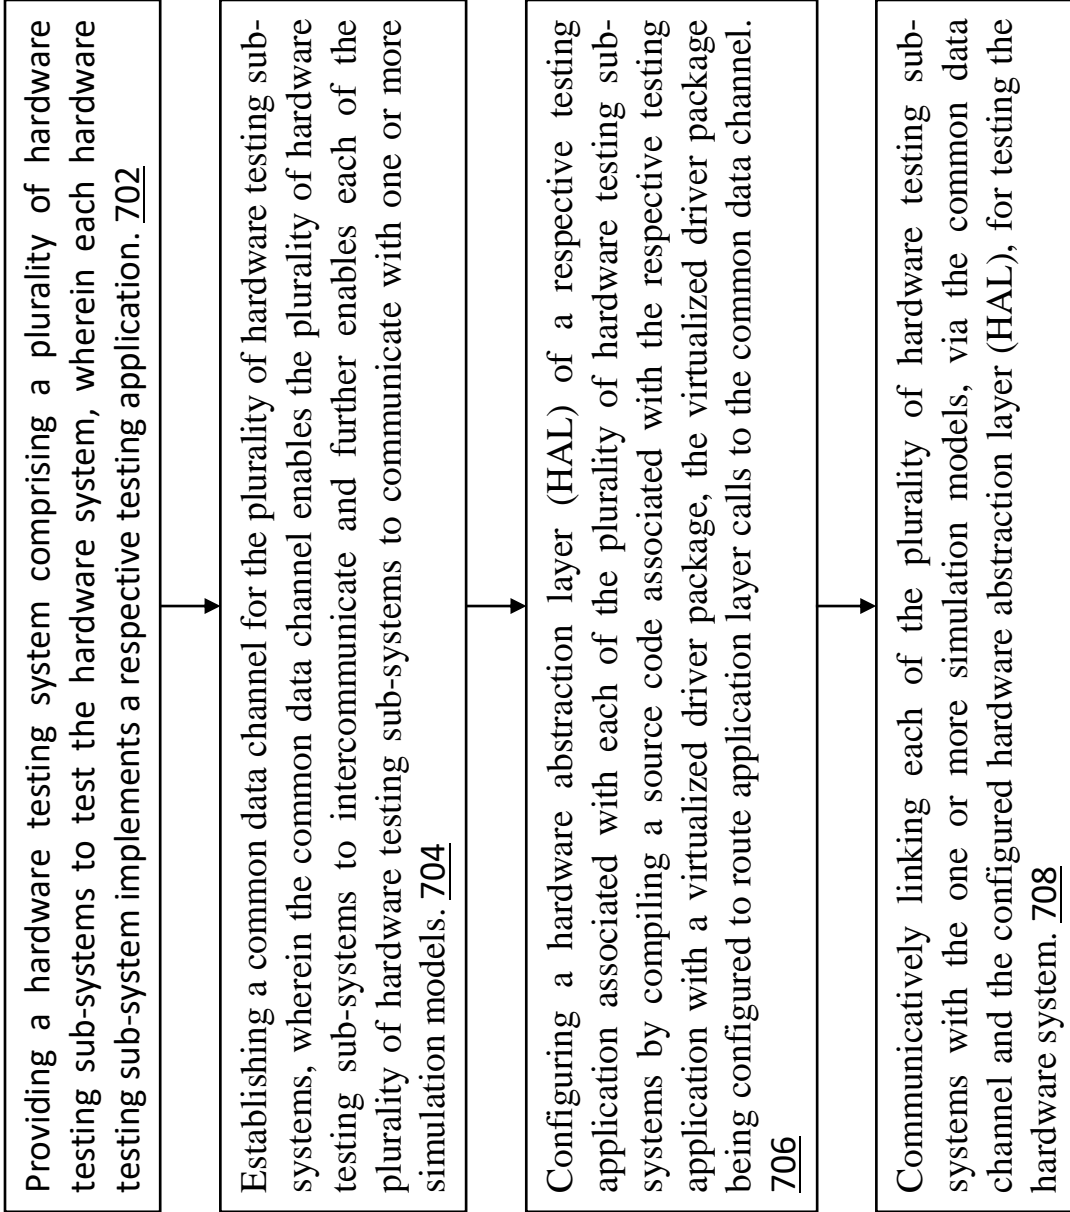 Providing a hardware testing system comprising a plurality of hardware
testing sub-systems to test the hardware system, wherein each hardware
testing sub-system implements a respective testing application. 702
Establishing a common data channel for the plurality of hardware testing sub-
systems, wherein the common data channel enables the plurality of hardware
testing sub-systems to intercommunicate and further enables each of the
plurality of hardware testing sub-systems to communicate with one or more
simulation models. 704
Configuring a hardware abstraction layer (HAL) of a respective testing
application associated with each of the plurality of hardware testing sub-
systems by compiling a source code associated with the respective testing
application with a virtualized driver package, the virtualized driver package
being configured to route application layer calls to the common data channel.
706
Communicatively linking each of the plurality of hardware testing sub-
systems with the one or more simulation models, via the common data
channel and the configured hardware abstraction layer (HAL), for testing the
hardware system. 708